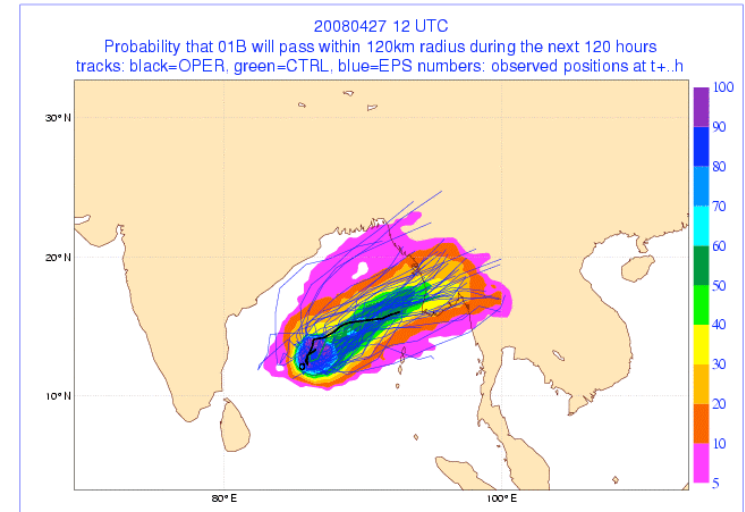 20080427 12 UTC
Probability that 01B will pass within 120km radius during the next 120 hours
tracks: black=OPER, green=CTRL, blue=EPS numbers: observed positions at t+..h
100
90
80
70
60
50
40
30
20
10
5
30°N
20°N
10°N
80°E
100°E